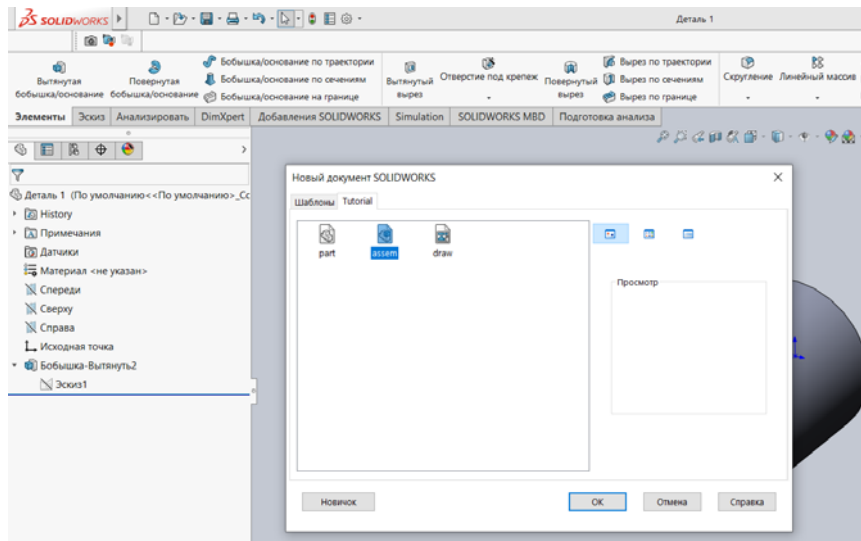 SOLIDWORKS
Деталь 1
Вытянутая бобышка/основание
Повернутая бобышка/основание
Бобышка/основание по траектории
Бобышка/основание по сечениям
Бобышка/основание на границе
Вытянутый вырез
Отверстие под крепеж
Повернутый вырез
Вырез по траектории
Вырез по сечениям
Вырез по границе
Скругление
Линейный массив
Элементы Эскиз Анализировать DimXpert Добавления SOLIDWORKS Simulation SOLIDWORKS MBD Подготовка анализа
Деталь 1 (По умолчанию<<По умолчанию>_Сс
History
Примечания
Датчики
Материал <не указан>
Спереди
Сверху
Справа
Исходная точка
Бобышка-Вытянуть2
Эскиз1
Новый документ SOLIDWORKS
Шаблоны Tutorial
part assem draw
Просмотр
Новичок OK Отмена Справка